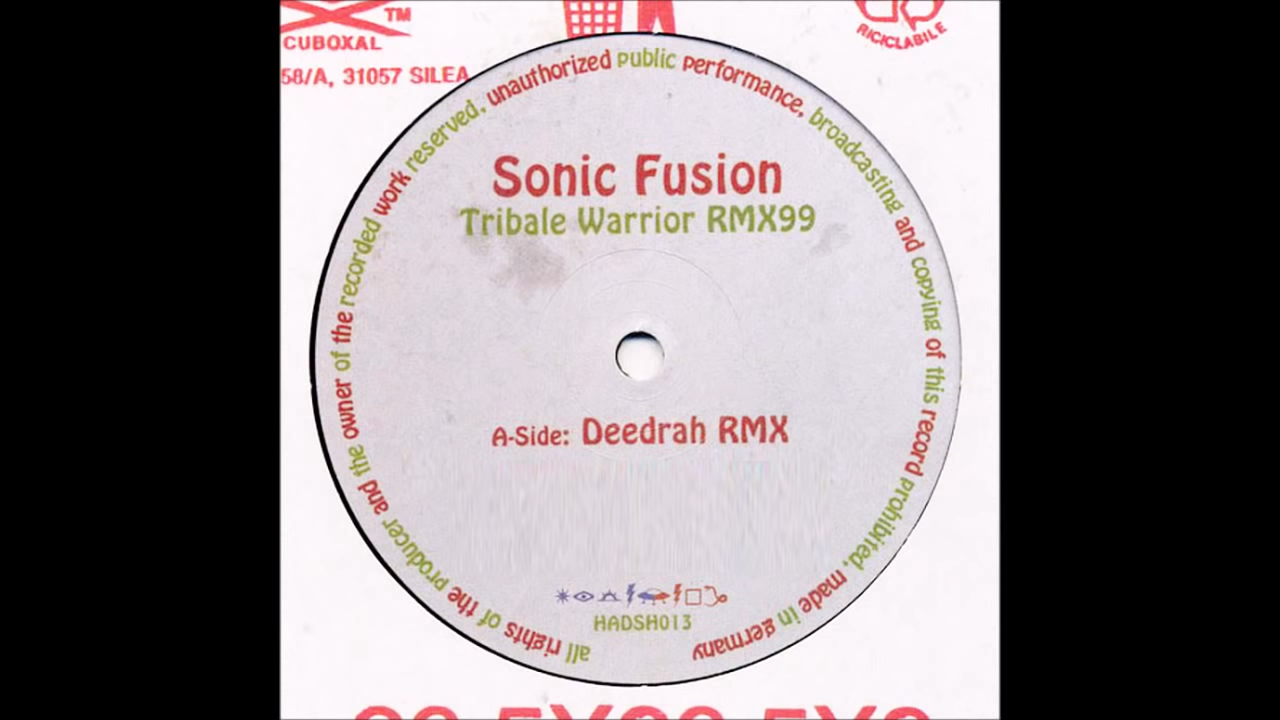 TM
CUBOXAL
58/A, 31057 SILEA
RICICLABILE
all rights of the producer and the owner of the recorded work reserved, unauthorized public performance, broadcasting and copying of this record prohibited, made in germany
Sonic Fusion
Tribale Warrior RMX99
A-Side: Deedrah RMX
HADSH013